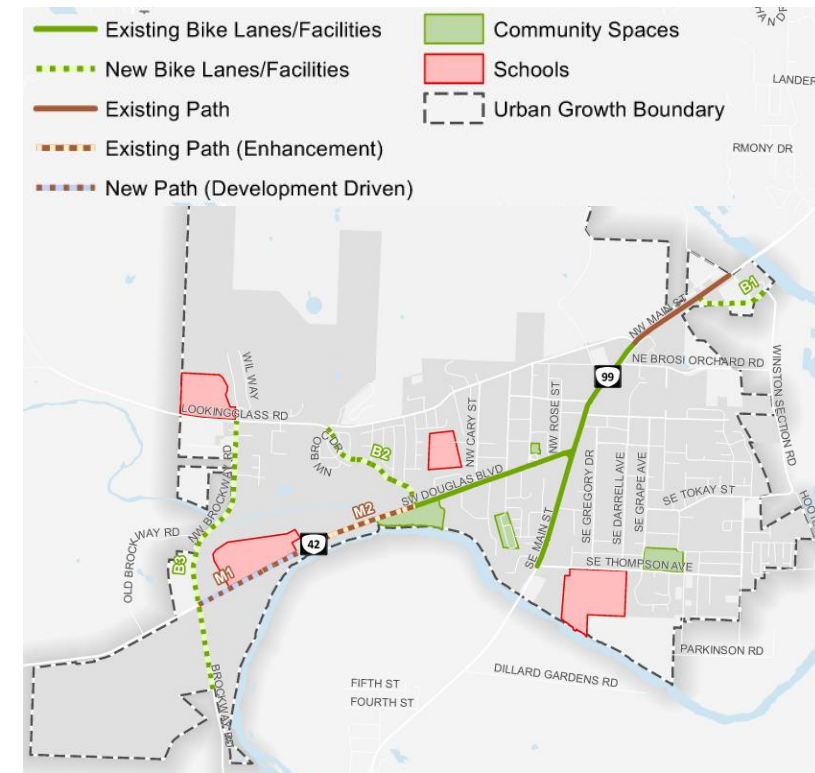 Existing Bike Lanes/Facilities
New Bike Lanes/Facilities
Existing Path
Existing Path (Enhancement)
New Path (Development Driven)
Community Spaces
Schools
Urban Growth Boundary
LANDER
RMONY DR
B1
NW MAIN ST
99
NE BROSI ORCHARD RD
WINSTON SECTION RD
WIL WAY
LOOKINGGLASS RD
NW BRO
C DR
B2
NW CARY ST
NW ROSE ST
SW DOUGLAS BLVD
SE GREGORY DR
SE DARRELL AVE
SE GRAPE AVE
SE TOKAY ST
NW BROCKWAY RD
M2
42
OLD BROCK
WAY RD
B3
M1
SE MAIN ST
SE THOMPSON AVE
PARKINSON RD
DILLARD GARDENS RD
BROCKWAY RD
FIFTH ST
FOURTH ST